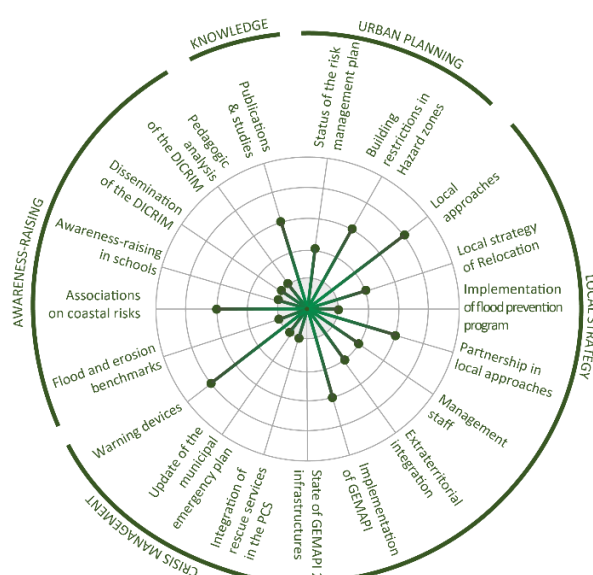 KNOWLEDGE
URBAN PLANNING
LOCAL STRATEGY
CRISIS MANAGEMENT
AWARENESS-RAISING
Publications
& studies
Status of the risk
management plan
Building
restrictions in
Hazard zones
Local
approaches
Local strategy
of Relocation
Implementation
of flood prevention
program
Partnership in
local approaches
Management
staff
Extraterritorial
integration
Implementation
of GEMAPI
State of GEMAPI
infrastructures
Integration of
rescue services
in the PCS
Update of the
municipal
emergency plan
Warning devices
Flood and erosion
benchmarks
Associations
on coastal risks
Awareness-raising
in schools
Dissemination
of the DICRIM
Pedagogic
analysis
of the DICRIM